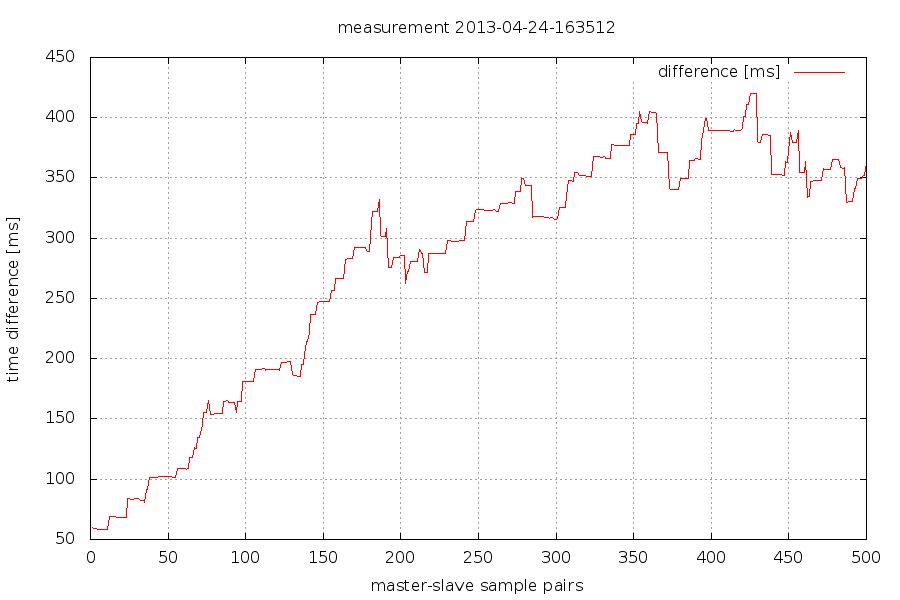 measurement 2013-04-24-163512
difference [ms]
450
400
350
300
250
200
150
100
50
time difference [ms]
0 50 100 150 200 250 300 350 400 450 500
master-slave sample pairs